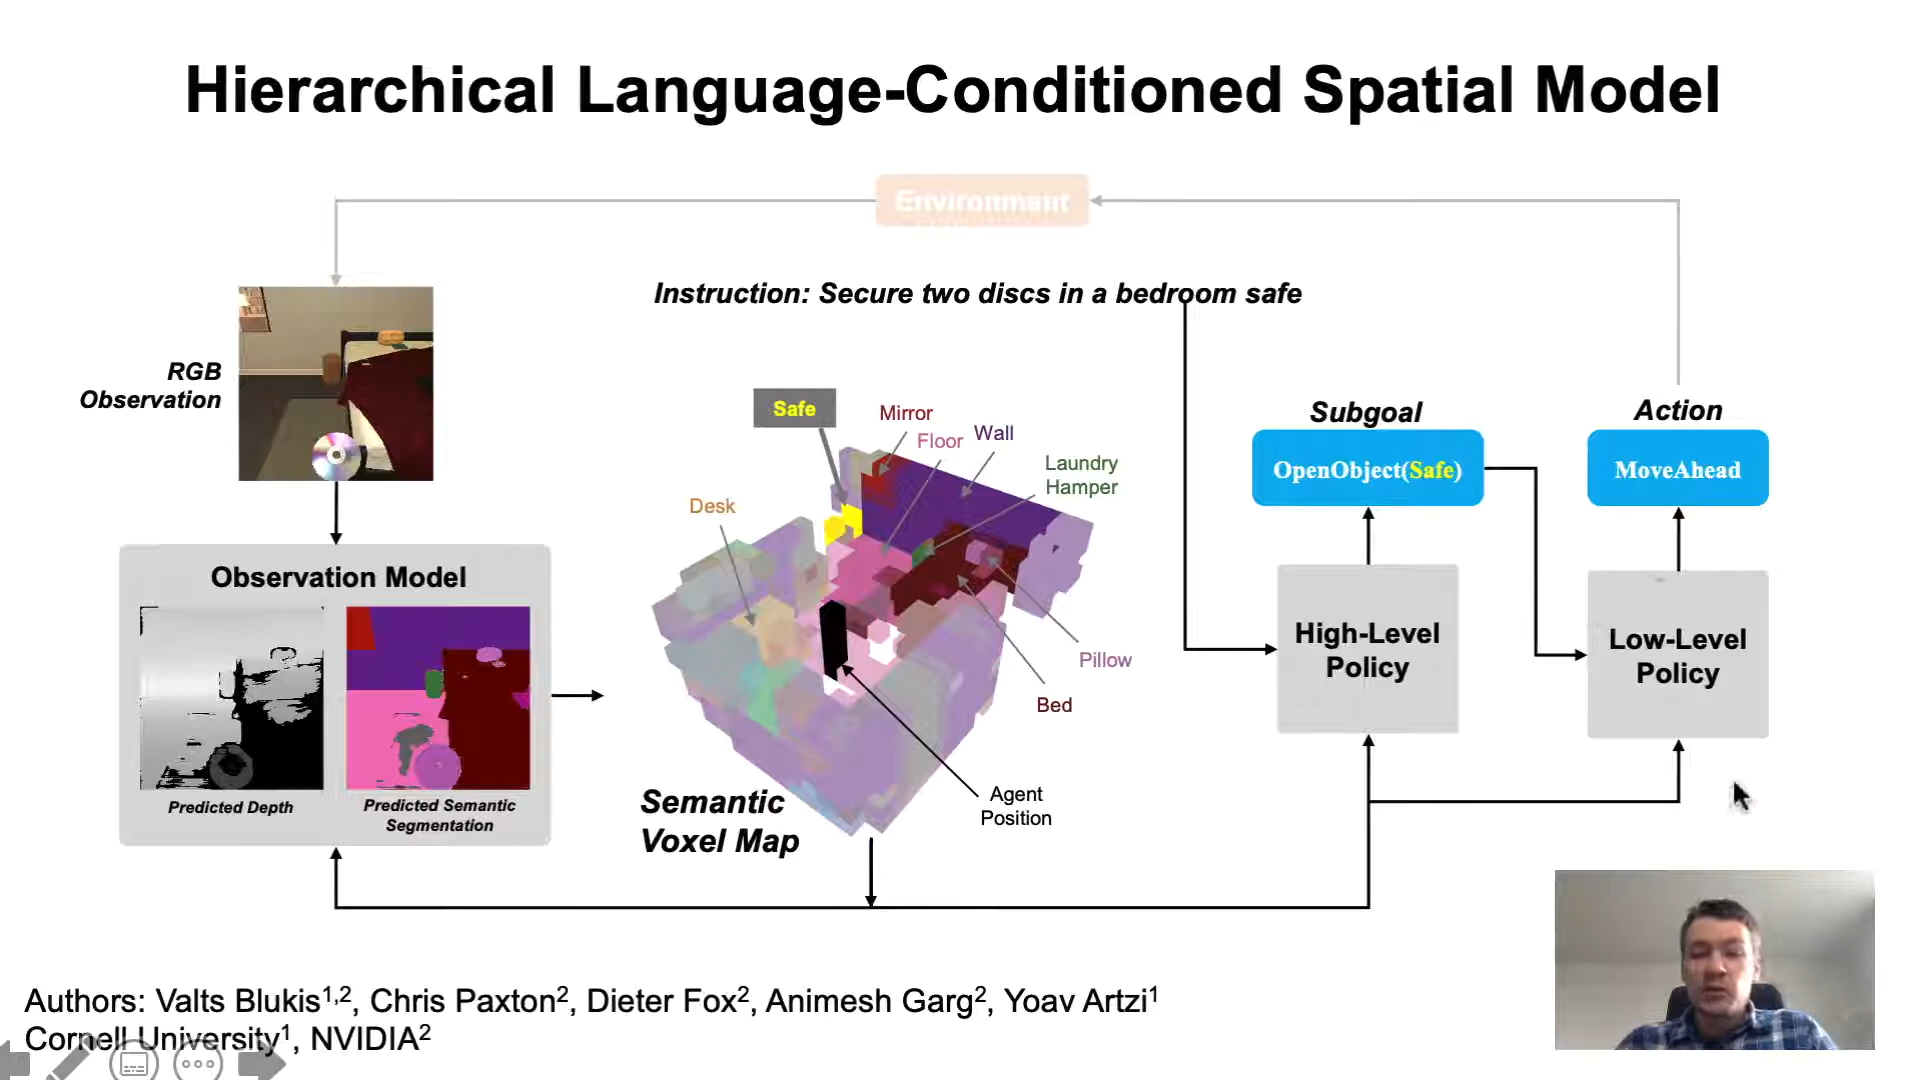 Hierarchical Language-Conditioned Spatial Model
Environment
Instruction: Secure two discs in a bedroom safe
RGB
Observation
Observation Model
Predicted Depth
Predicted Semantic
Segmentation
Safe
Mirror
Floor
Wall
Laundry
Hamper
Desk
Pillow
Bed
Agent
Position
Semantic
Voxel Map
Subgoal
OpenObject(Safe)
High-Level
Policy
Action
MoveAhead
Low-Level
Policy
Authors: Valts Blukis1,2, Chris Paxton2, Dieter Fox2, Animesh Garg2, Yoav Artzi1
Cornell University1, NVIDIA2